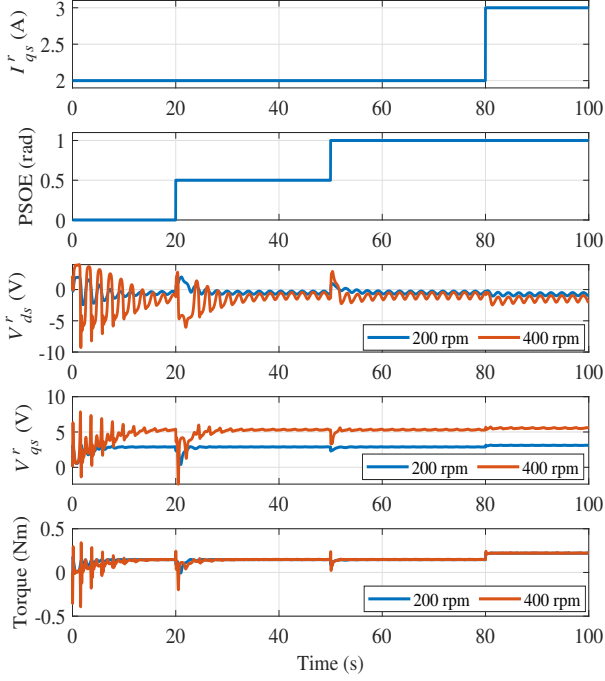 I^r_qs (A)
3
2.5
2
0 20 40 60 80 100
PSOE (rad)
1
0.5
0
0 20 40 60 80 100
V^r_ds (V)
0
-5
-10
200 rpm 400 rpm
0 20 40 60 80 100
V^r_qs (V)
10
5
0
200 rpm 400 rpm
0 20 40 60 80 100
Torque (Nm)
0.5
0
-0.5
200 rpm 400 rpm
0 20 40 60 80 100
Time (s)